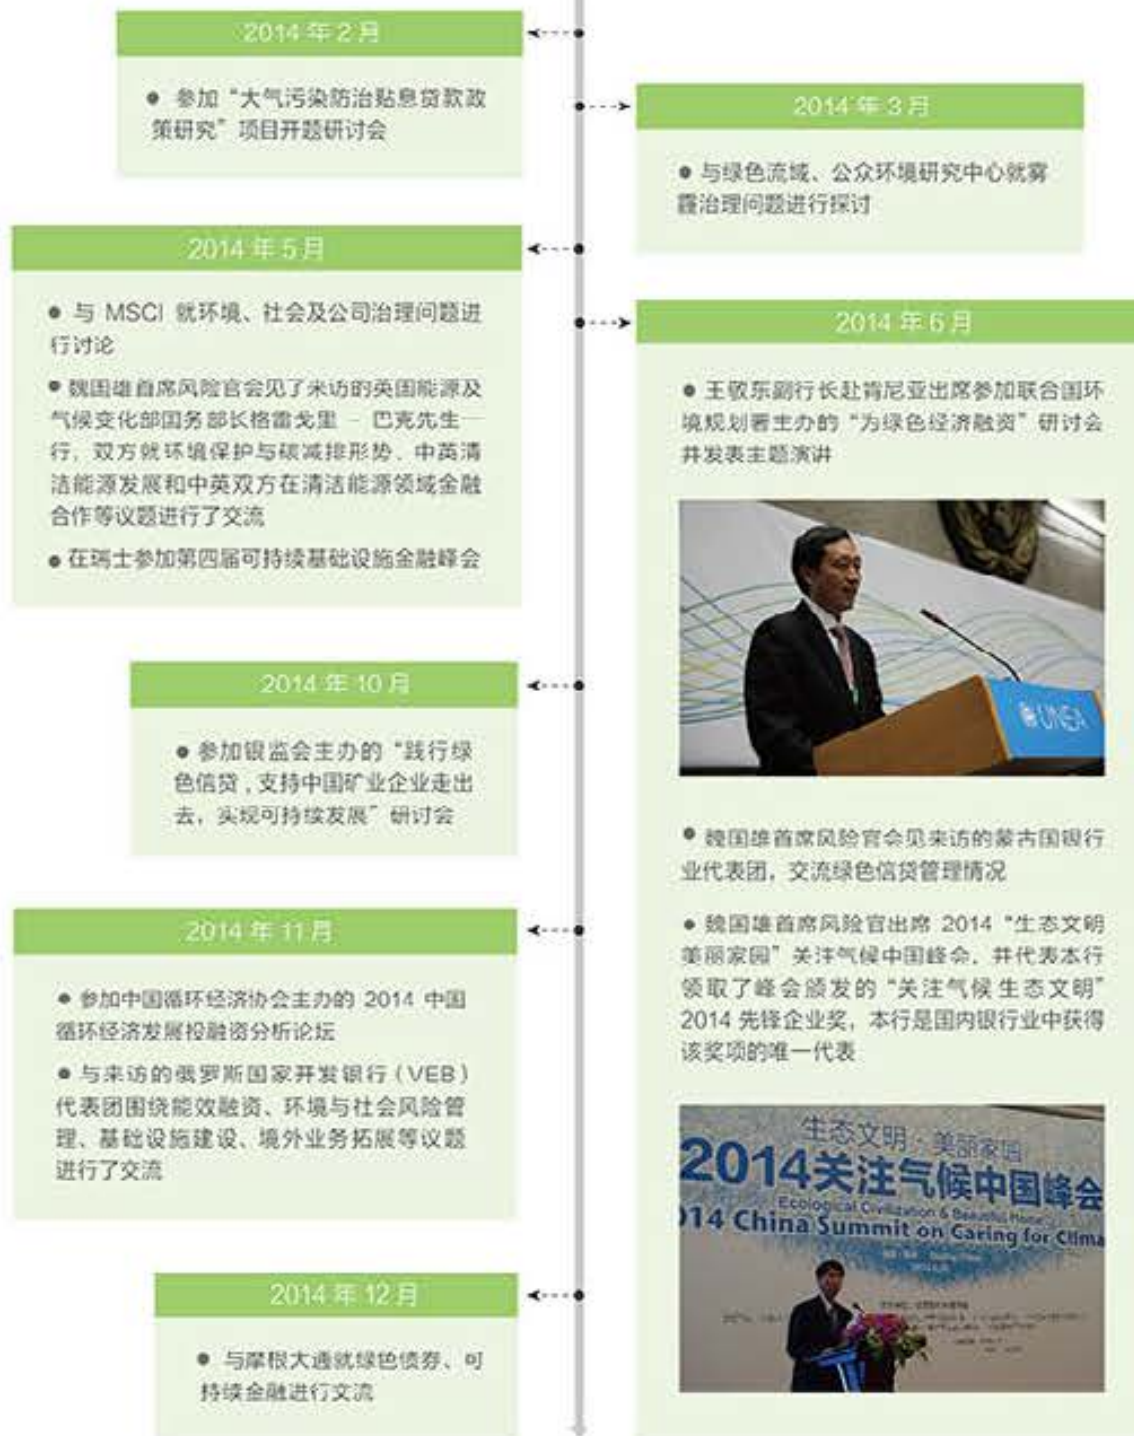 2014 年 2 月
● 参加“大气污染防治贴息贷款政
策研究”项目开题研讨会
2014 年 3 月
● 与绿色流域、公众环境研究中心就雾
霾治理问题进行探讨
2014 年 5 月
● 与 MSCI 就环境、社会及公司治理问题进
行讨论
● 魏国雄首席风险官会见了来访的英国能源及
气候变化部国务部长格雷戈里 – 巴克先生一
行，双方就环境保护与碳减排形势、中英清
洁能源发展和中英双方在清洁能源领域金融
合作等议题进行了交流
● 在瑞士参加第四届可持续基础设施金融峰会
2014 年 6 月
● 王敬东副行长赴肯尼亚出席参加联合国环
境规划署主办的“为绿色经济融资”研讨会
并发表主题演讲
UNEA
● 魏国雄首席风险官会见来访的蒙古国银行
业代表团，交流绿色信贷管理情况
● 魏国雄首席风险官出席 2014“生态文明
美丽家园”关注气候中国峰会，并代表本行
领取了峰会颁发的“关注气候生态文明”
2014 先锋企业奖，本行是国内银行业中获得
该奖项的唯一代表
生态文明·美丽家园
2014关注气候中国峰会
Ecological Civilization & Beautiful Home
014 China Summit on Caring for Clima
2014 年 10 月
● 参加银监会主办的“践行绿
色信贷，支持中国矿业企业走出
去，实现可持续发展”研讨会
2014 年 11 月
● 参加中国循环经济协会主办的 2014 中国
循环经济发展投融资分析论坛
● 与来访的俄罗斯国家开发银行（VEB）
代表团围绕能效融资、环境与社会风险管
理、基础设施建设、境外业务拓展等议题
进行了交流
2014 年 12 月
● 与摩根大通就绿色债券、可
持续金融进行交流